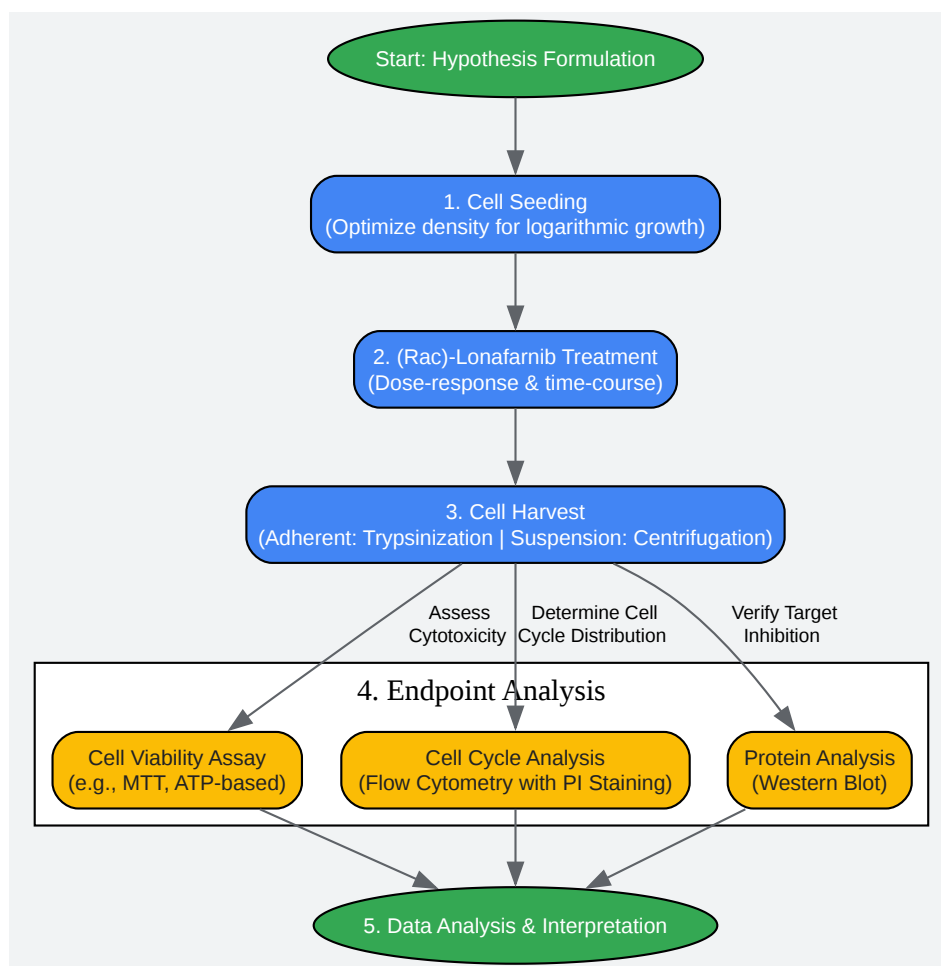 Start: Hypothesis Formulation
1. Cell Seeding
(Optimize density for logarithmic growth)
2. (Rac)-Lonafarnib Treatment
(Dose-response & time-course)
3. Cell Harvest
(Adherent: Trypsinization | Suspension: Centrifugation)
Assess
Cytotoxicity
Determine Cell
Cycle Distribution
Verify Target
Inhibition
4. Endpoint Analysis
Cell Viability Assay
(e.g., MTT, ATP-based)
Cell Cycle Analysis
(Flow Cytometry with PI Staining)
Protein Analysis
(Western Blot)
5. Data Analysis & Interpretation